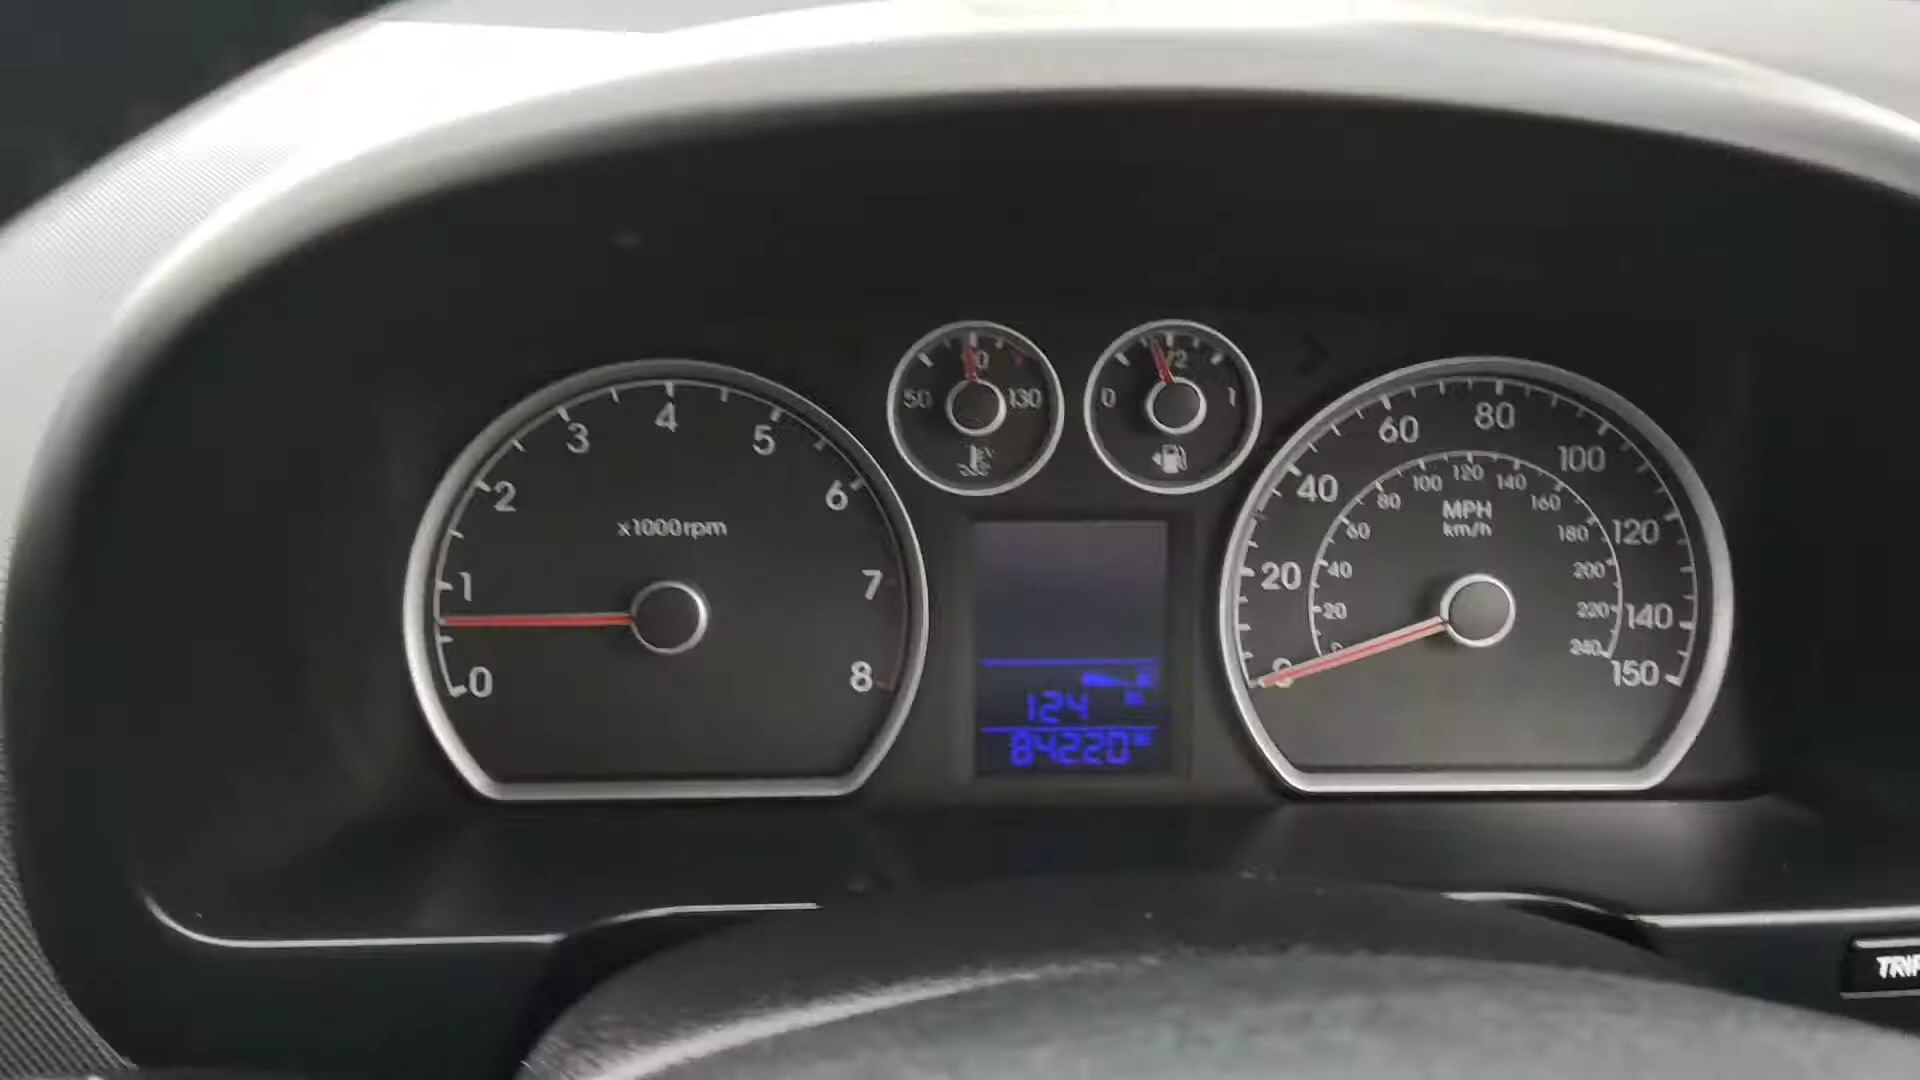 50 130
0 /2 1
0 1 2 3 4 5 6 7 8
x1000rpm
20 40 60 80 100 120 140 150
20 40 60 80 100 120 140 160 180 200 220 240
MPH
km/h
124
84220